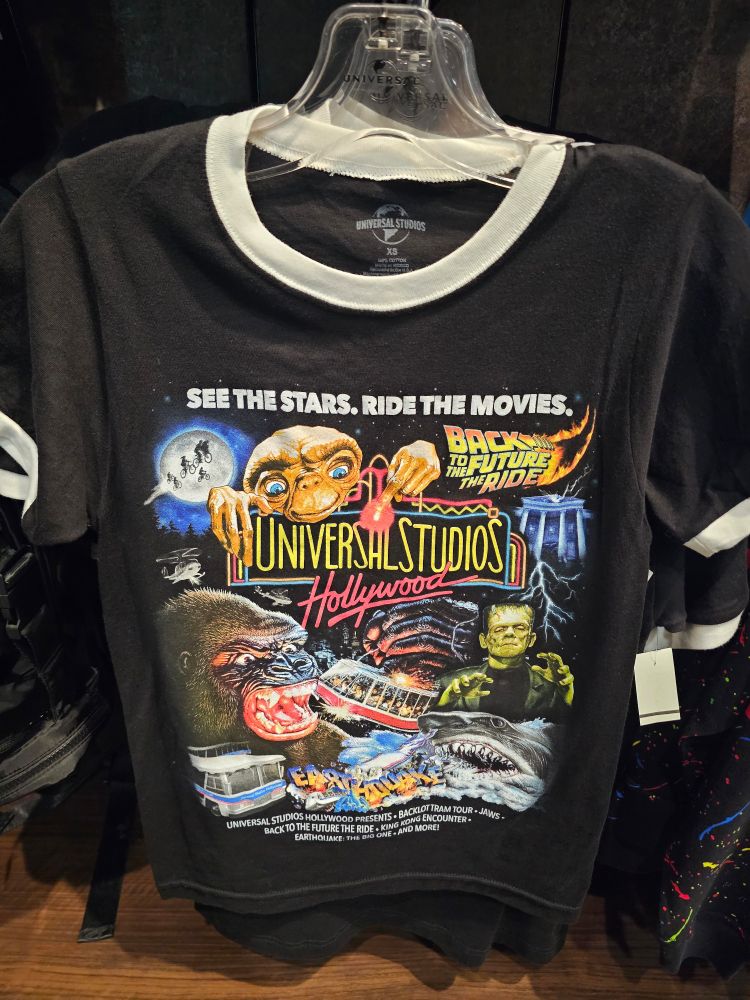 UNIVERSAL
UNIVERSAL
UNIVERSAL STUDIOS
XS
SEE THE STARS. RIDE THE MOVIES.
BACK
TO THE FUTURE
THE RIDE
UNIVERSAL STUDIOS
Hollywood
EARTHQUAKE
UNIVERSAL STUDIOS HOLLYWOOD PRESENTS • BACKLOT TRAM TOUR • JAWS •
BACK TO THE FUTURE THE RIDE • KING KONG ENCOUNTER •
EARTHQUAKE: THE BIG ONE • AND MORE!